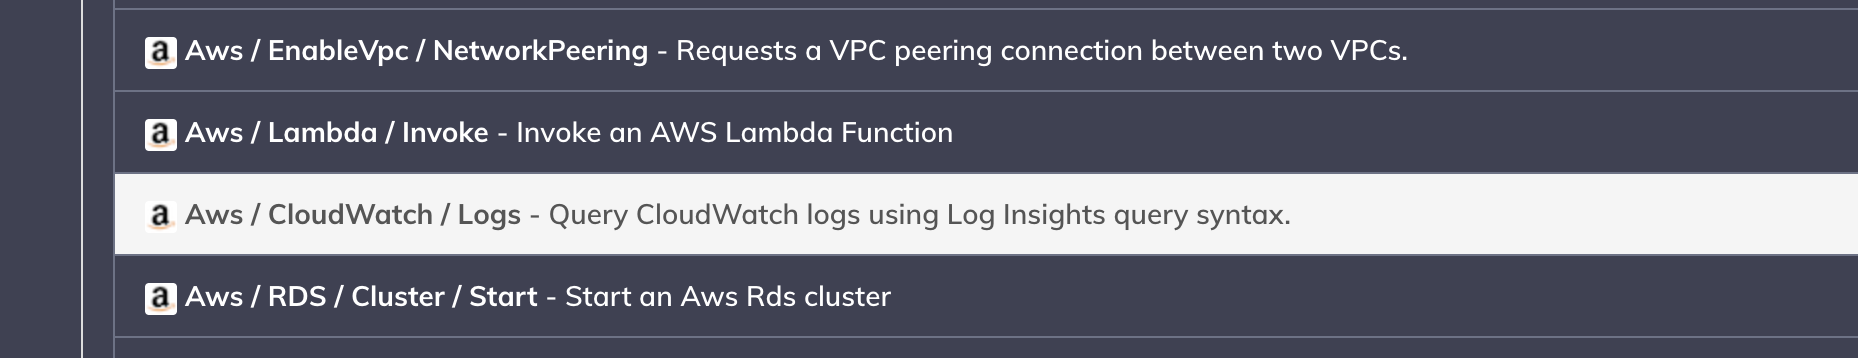 Aws / EnableVpc / NetworkPeering - Requests a VPC peering connection between two VPCs.
Aws / Lambda / Invoke - Invoke an AWS Lambda Function
Aws / CloudWatch / Logs - Query CloudWatch logs using Log Insights query syntax.
Aws / RDS / Cluster / Start - Start an Aws Rds cluster